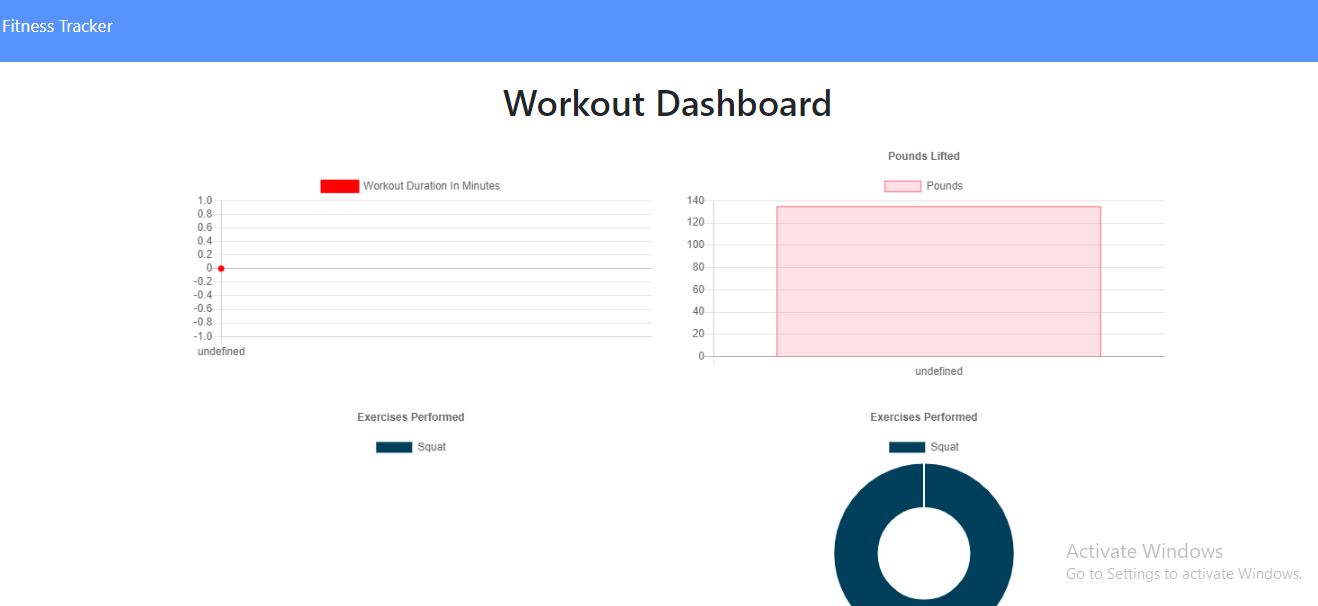 Fitness Tracker
Workout Dashboard
Workout Duration In Minutes
1.0
0.8
0.6
0.4
0.2
0
-0.2
-0.4
-0.6
-0.8
-1.0
undefined
Pounds Lifted
Pounds
140
120
100
80
60
40
20
0
undefined
Exercises Performed
Squat
Exercises Performed
Squat
Activate Windows
Go to Settings to activate Windows.